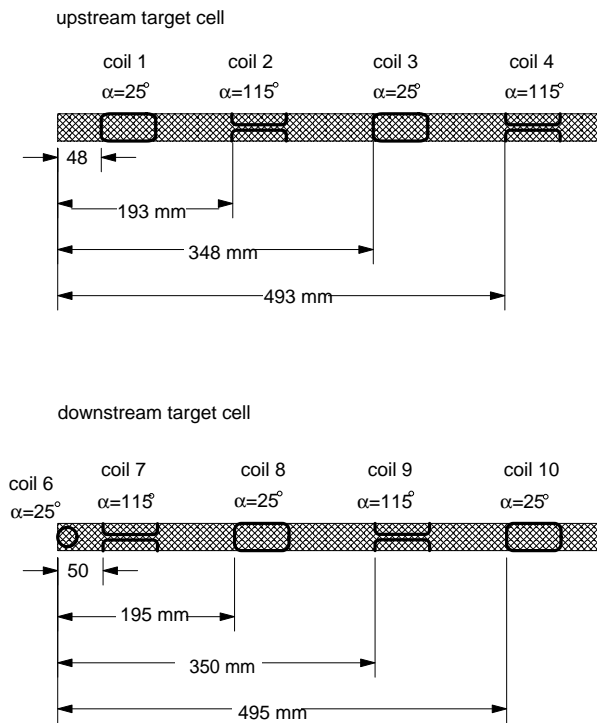 upstream target cell
coil 1 coil 2 coil 3 coil 4
α=25° α=115° α=25° α=115°
48
193 mm
348 mm
493 mm
downstream target cell
coil 6 coil 7 coil 8 coil 9 coil 10
α=25° α=115° α=25° α=115° α=25°
50
195 mm
350 mm
495 mm